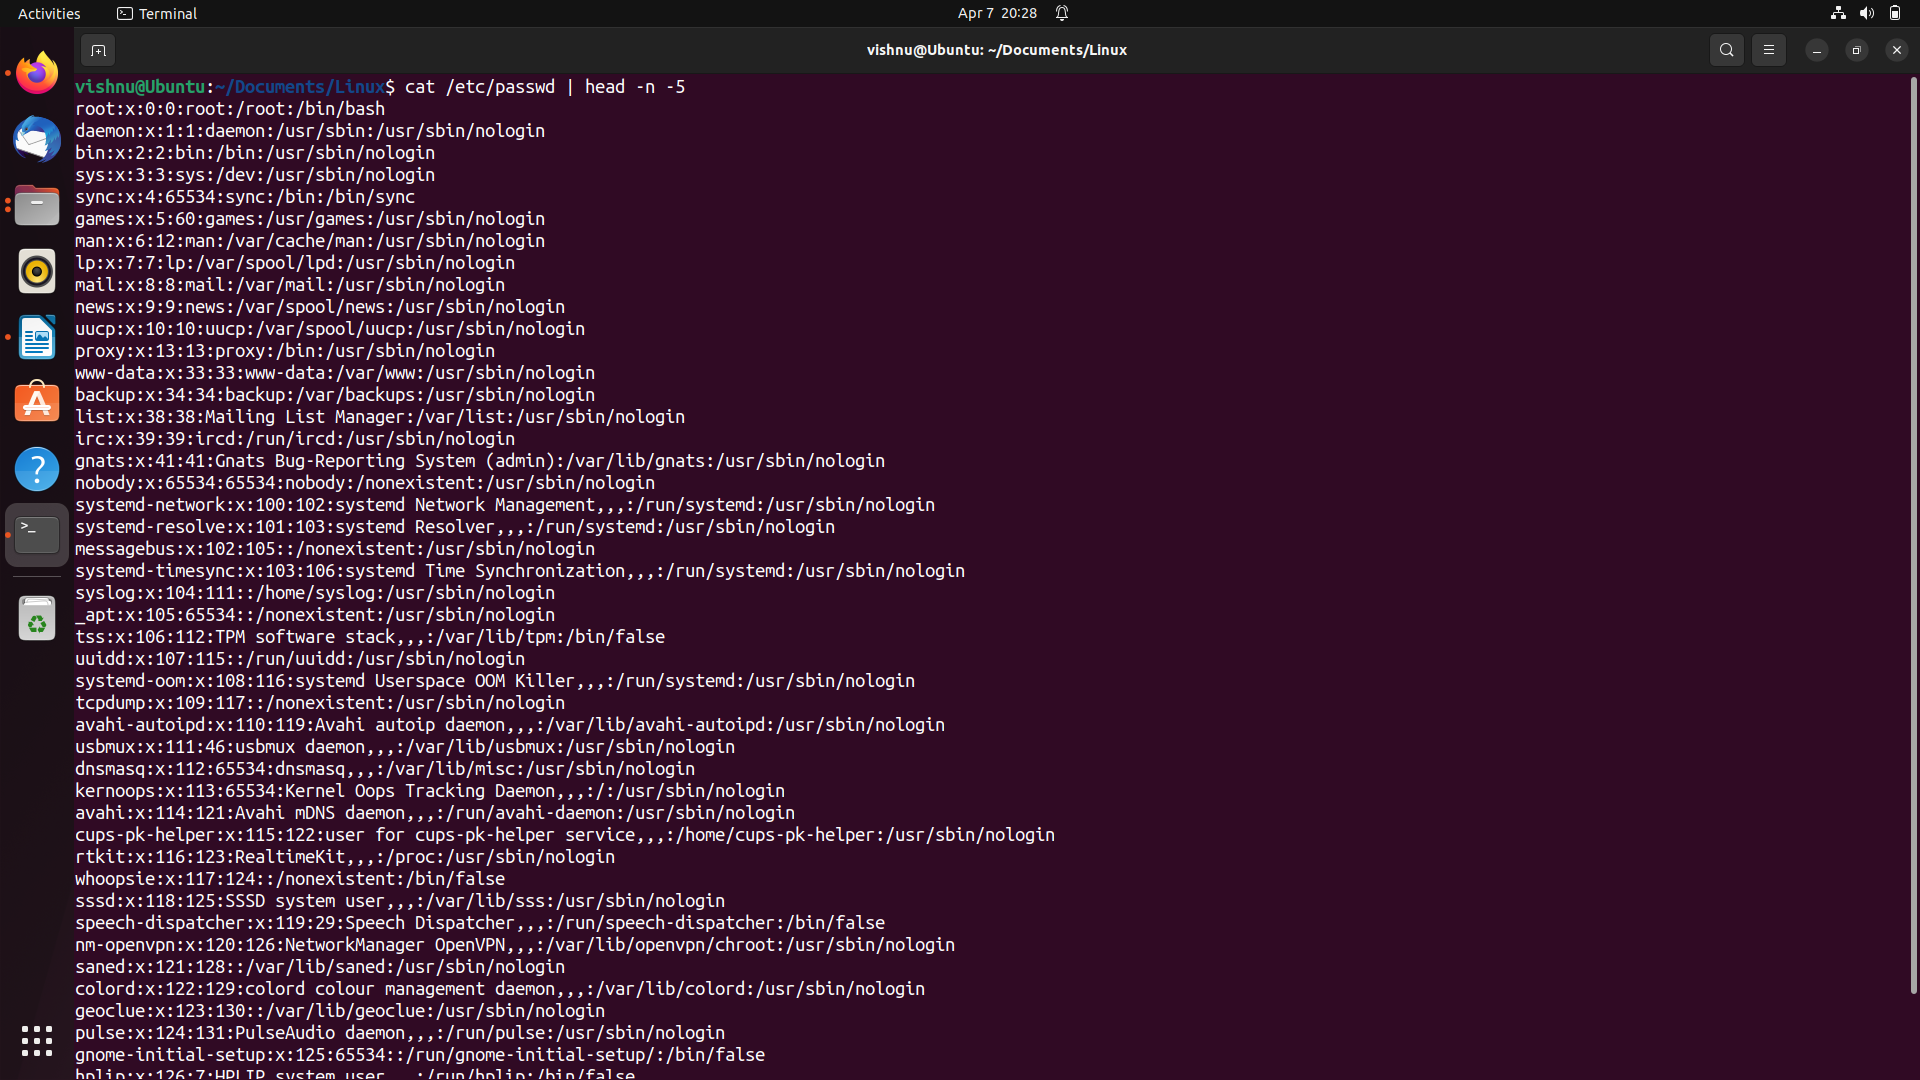 Activities
Terminal
Apr 7 20:28
vishnu@Ubuntu: ~/Documents/Linux
vishnu@Ubuntu:~/Documents/Linux$ cat /etc/passwd | head -n -5
root:x:0:0:root:/root:/bin/bash
daemon:x:1:1:daemon:/usr/sbin:/usr/sbin/nologin
bin:x:2:2:bin:/bin:/usr/sbin/nologin
sys:x:3:3:sys:/dev:/usr/sbin/nologin
sync:x:4:65534:sync:/bin:/bin/sync
games:x:5:60:games:/usr/games:/usr/sbin/nologin
man:x:6:12:man:/var/cache/man:/usr/sbin/nologin
lp:x:7:7:lp:/var/spool/lpd:/usr/sbin/nologin
mail:x:8:8:mail:/var/mail:/usr/sbin/nologin
news:x:9:9:news:/var/spool/news:/usr/sbin/nologin
uucp:x:10:10:uucp:/var/spool/uucp:/usr/sbin/nologin
proxy:x:13:13:proxy:/bin:/usr/sbin/nologin
www-data:x:33:33:www-data:/var/www:/usr/sbin/nologin
backup:x:34:34:backup:/var/backups:/usr/sbin/nologin
list:x:38:38:Mailing List Manager:/var/list:/usr/sbin/nologin
irc:x:39:39:ircd:/run/ircd:/usr/sbin/nologin
gnats:x:41:41:Gnats Bug-Reporting System (admin):/var/lib/gnats:/usr/sbin/nologin
nobody:x:65534:65534:nobody:/nonexistent:/usr/sbin/nologin
systemd-network:x:100:102:systemd Network Management,,,:/run/systemd:/usr/sbin/nologin
systemd-resolve:x:101:103:systemd Resolver,,,:/run/systemd:/usr/sbin/nologin
messagebus:x:102:105::/nonexistent:/usr/sbin/nologin
systemd-timesync:x:103:106:systemd Time Synchronization,,,:/run/systemd:/usr/sbin/nologin
syslog:x:104:111::/home/syslog:/usr/sbin/nologin
_apt:x:105:65534::/nonexistent:/usr/sbin/nologin
tss:x:106:112:TPM software stack,,,:/var/lib/tpm:/bin/false
uuidd:x:107:115::/run/uuidd:/usr/sbin/nologin
systemd-oom:x:108:116:systemd Userspace OOM Killer,,,:/run/systemd:/usr/sbin/nologin
tcpdump:x:109:117::/nonexistent:/usr/sbin/nologin
avahi-autoipd:x:110:119:Avahi autoip daemon,,,:/var/lib/avahi-autoipd:/usr/sbin/nologin
usbmux:x:111:46:usbmux daemon,,,:/var/lib/usbmux:/usr/sbin/nologin
dnsmasq:x:112:65534:dnsmasq,,,:/var/lib/misc:/usr/sbin/nologin
kernoops:x:113:65534:Kernel Oops Tracking Daemon,,,:/:/usr/sbin/nologin
avahi:x:114:121:Avahi mDNS daemon,,,:/run/avahi-daemon:/usr/sbin/nologin
cups-pk-helper:x:115:122:user for cups-pk-helper service,,,:/home/cups-pk-helper:/usr/sbin/nologin
rtkit:x:116:123:RealtimeKit,,,:/proc:/usr/sbin/nologin
whoopsie:x:117:124::/nonexistent:/bin/false
sssd:x:118:125:SSSD system user,,,:/var/lib/sss:/usr/sbin/nologin
speech-dispatcher:x:119:29:Speech Dispatcher,,,:/run/speech-dispatcher:/bin/false
nm-openvpn:x:120:126:NetworkManager OpenVPN,,,:/var/lib/openvpn/chroot:/usr/sbin/nologin
saned:x:121:128::/var/lib/saned:/usr/sbin/nologin
colord:x:122:129:colord colour management daemon,,,:/var/lib/colord:/usr/sbin/nologin
geoclue:x:123:130::/var/lib/geoclue:/usr/sbin/nologin
pulse:x:124:131:PulseAudio daemon,,,:/run/pulse:/usr/sbin/nologin
gnome-initial-setup:x:125:65534::/run/gnome-initial-setup/:/bin/false
hplip:x:126:7:HPLIP system user,,,:/run/hplip:/bin/false